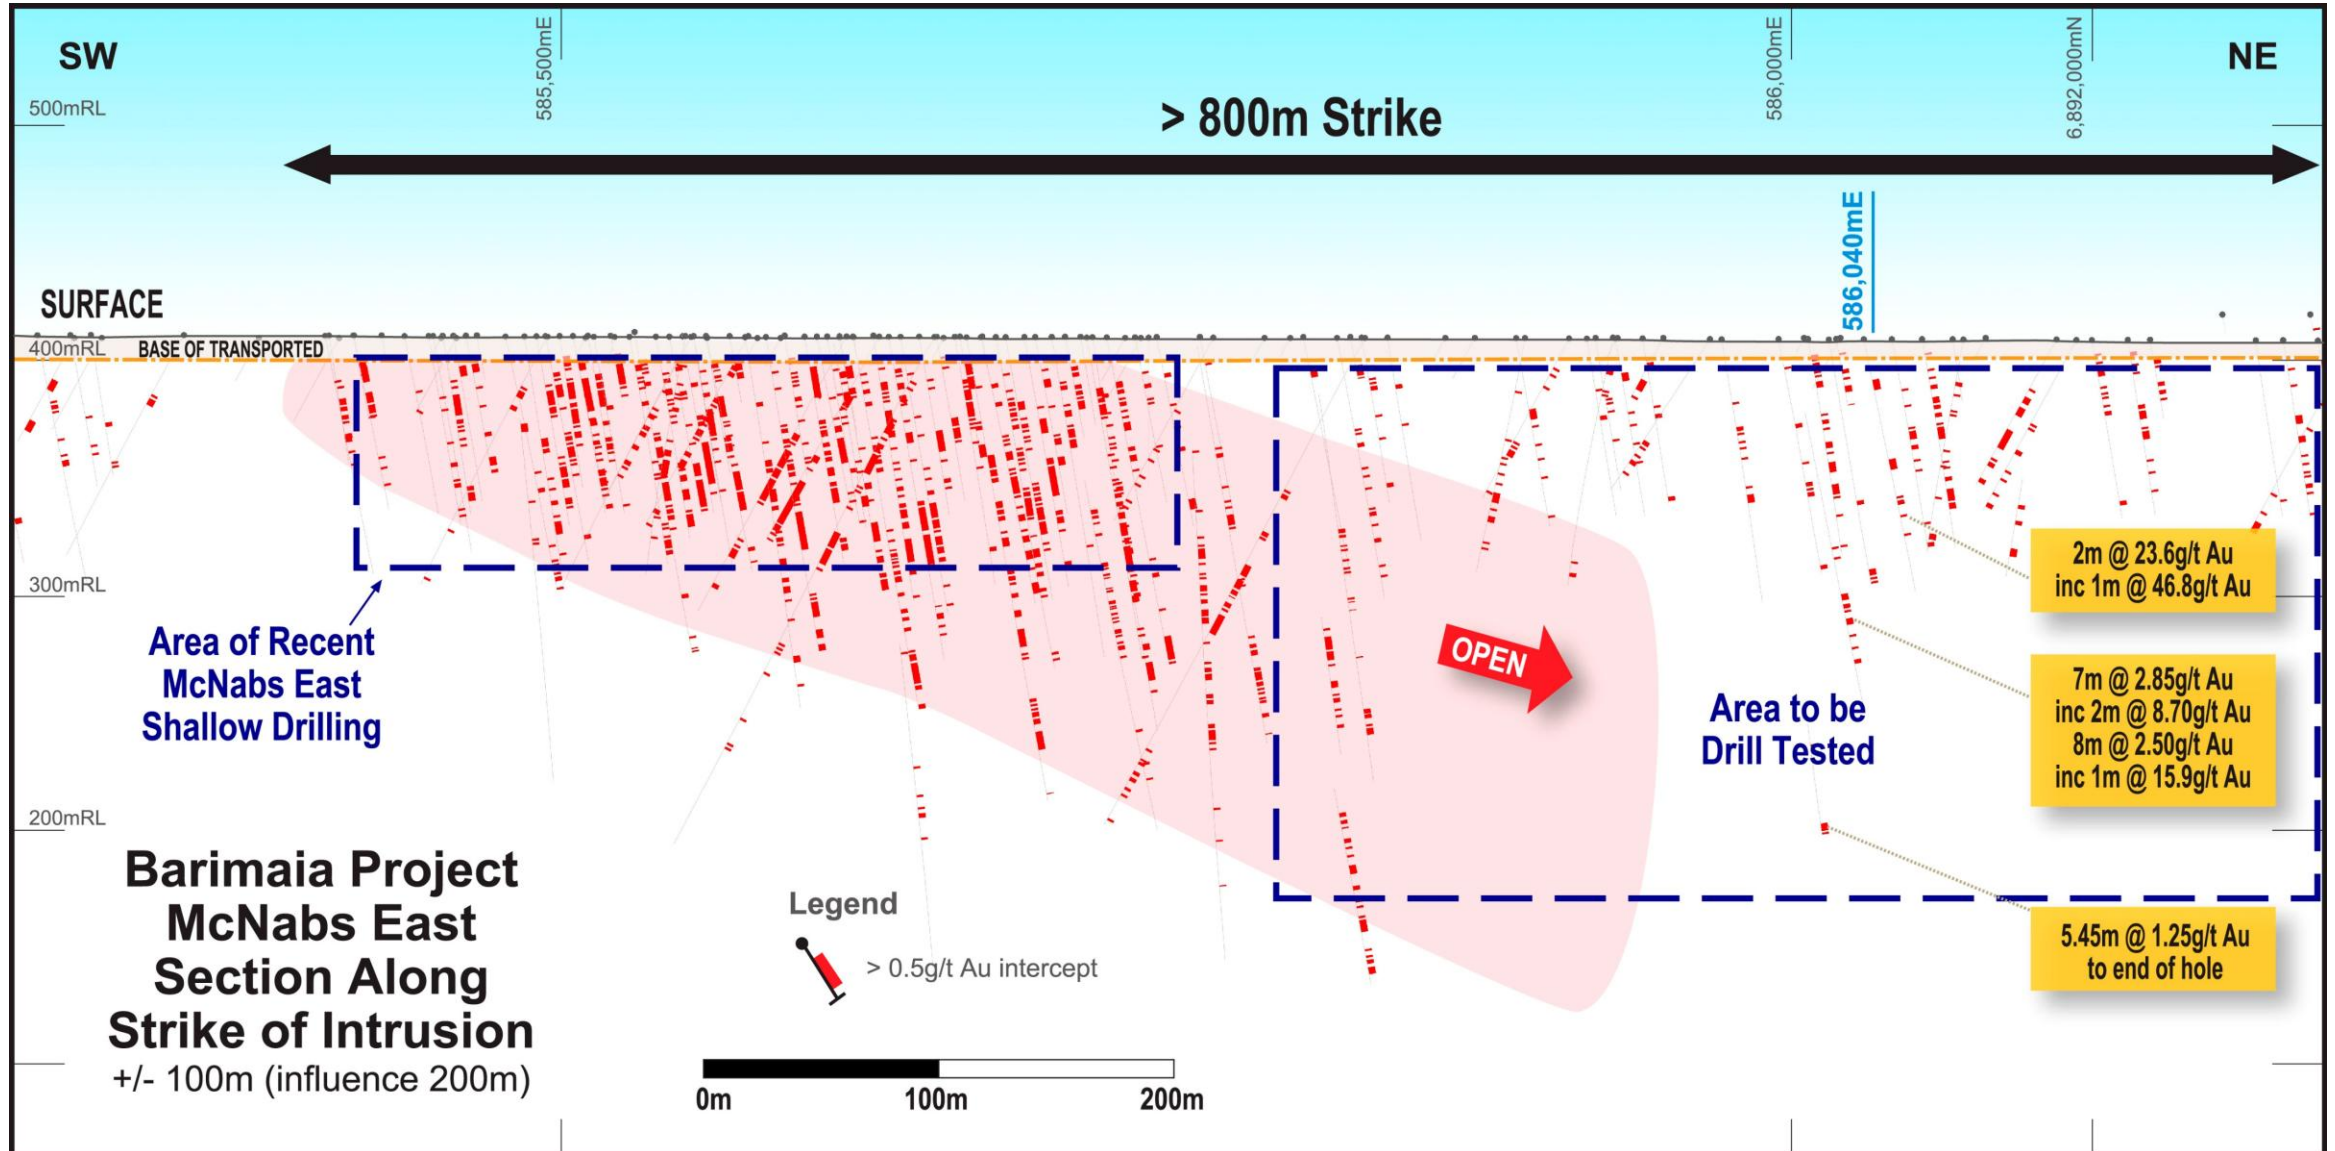 SW
585,500mE
586,000mE
6,892,000mN
NE
500mRL
> 800m Strike
586,040mE
SURFACE
400mRL
BASE OF TRANSPORTED
2m @ 23.6g/t Au
inc 1m @ 46.8g/t Au
300mRL
Area of Recent
McNabs East
Shallow Drilling
OPEN
7m @ 2.85g/t Au
inc 2m @ 8.70g/t Au
8m @ 2.50g/t Au
inc 1m @ 15.9g/t Au
Area to be
Drill Tested
200mRL
Barimaia Project
McNabs East
Section Along
Strike of Intrusion
+/- 100m (influence 200m)
Legend
> 0.5g/t Au intercept
5.45m @ 1.25g/t Au
to end of hole
0m
100m
200m